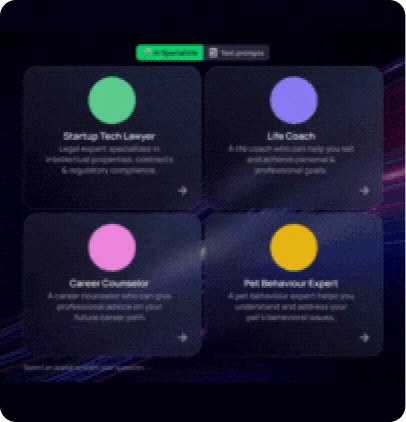 AI Specialists
Text prompts
Startup Tech Lawyer
Legal expert specializes in
intellectual properties, contracts
& regulatory compliance.
Life Coach
A life coach who can help you set
and achieve personal &
professional goals.
Career Counselor
A career counselor who can give
professional advice on your
future career path.
Pet Behaviour Expert
A pet behaviour expert helps you
understand and address your
pet's behavioral issues.